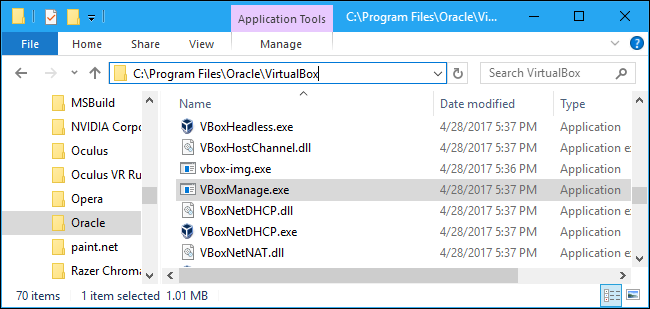 Application Tools
C:\Program Files\Oracle\Vi...
File
Home
Share
View
Manage
C:\Program Files\Oracle\VirtualBox
Search VirtualBox
MSBuild
NVIDIA Corpo
Oculus
Oculus VR Ru
Opera
Oracle
paint.net
Razer Chroma
Name Date modified Type
VBoxHeadless.exe 4/28/2017 5:37 PM Application
VBoxHostChannel.dll 4/28/2017 5:37 PM Application ex
vbox-img.exe 4/28/2017 5:36 PM Application
VBoxManage.exe 4/28/2017 5:37 PM Application
VBoxNetDHCP.dll 4/28/2017 5:37 PM Application ex
VBoxNetDHCP.exe 4/28/2017 5:37 PM Application
VBoxNetNAT.dll 4/28/2017 5:37 PM Application ex
70 items 1 item selected 1.01 MB